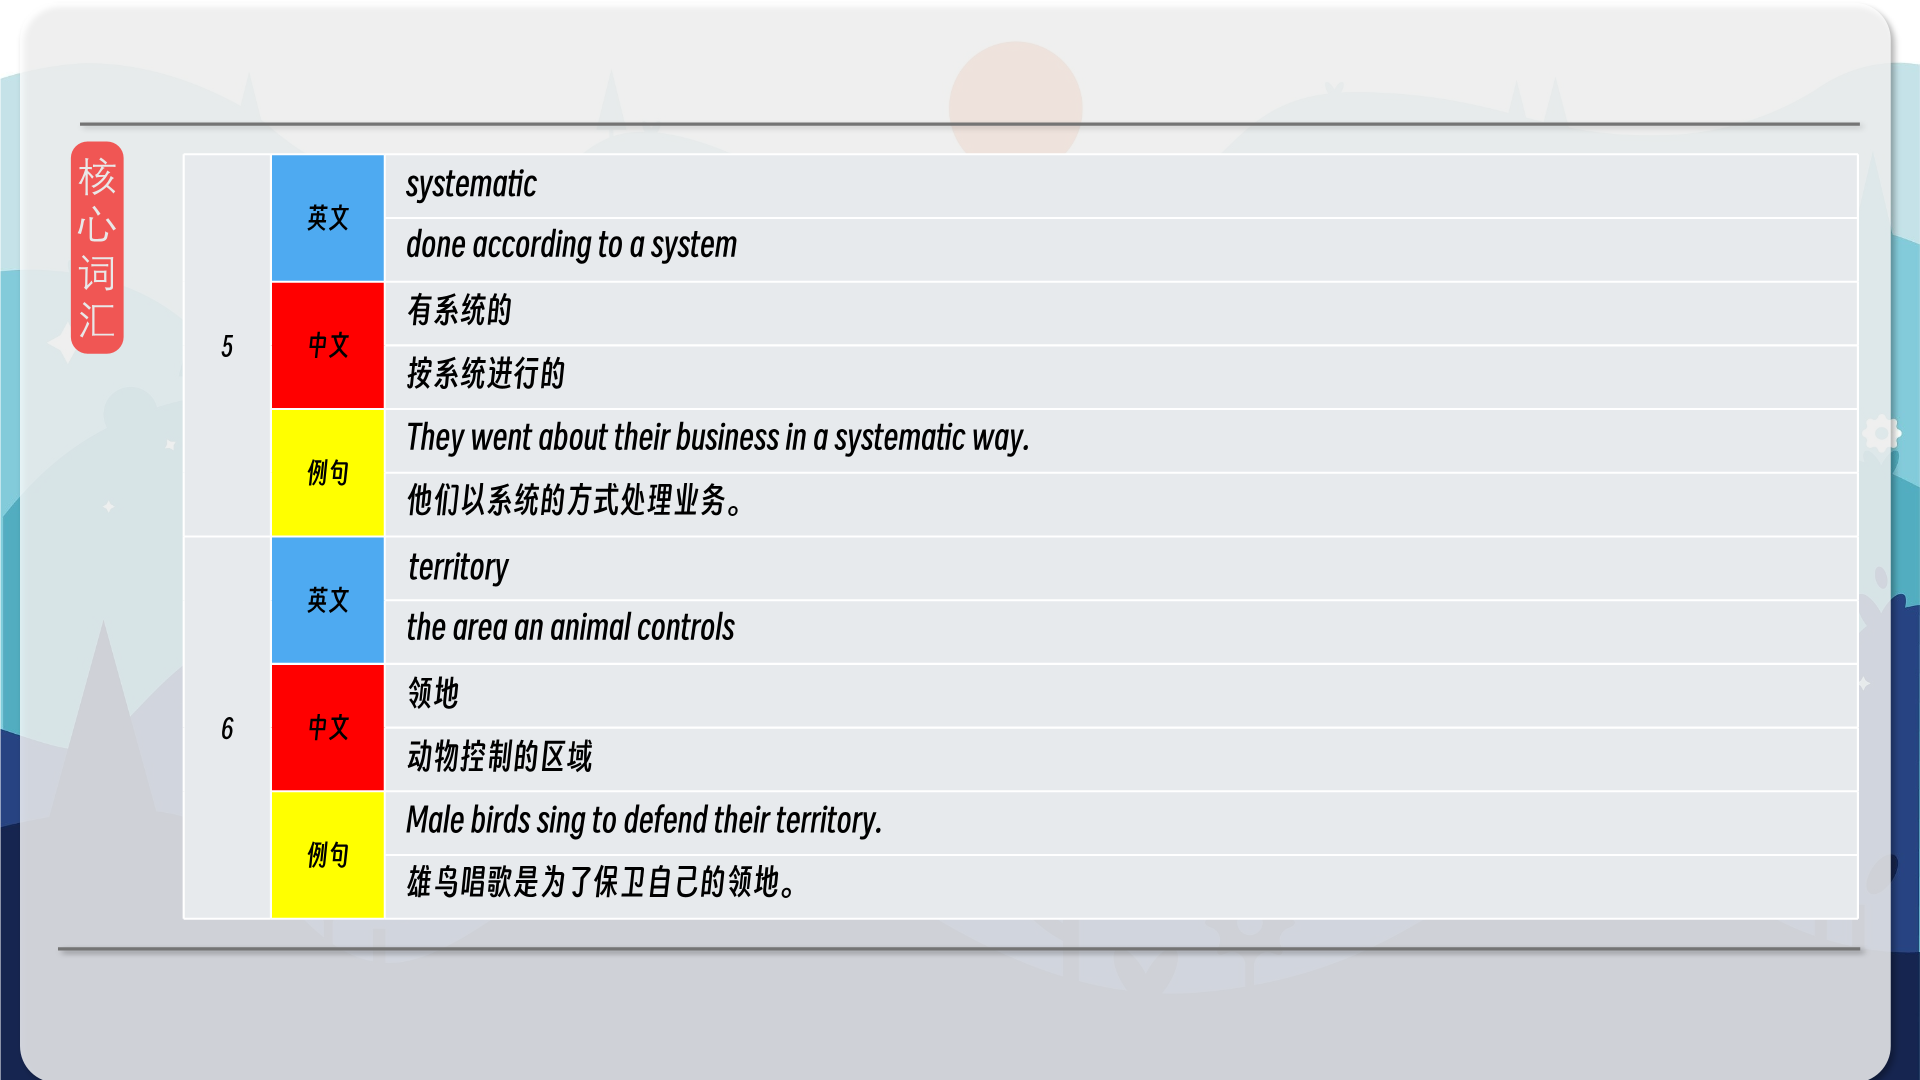 核心词汇
5
英文
systematic
done according to a system
中文
有系统的
按系统进行的
例句
They went about their business in a systematic way.
他们以系统的方式处理业务。
6
英文
territory
the area an animal controls
中文
领地
动物控制的区域
例句
Male birds sing to defend their territory.
雄鸟唱歌是为了保卫自己的领地。